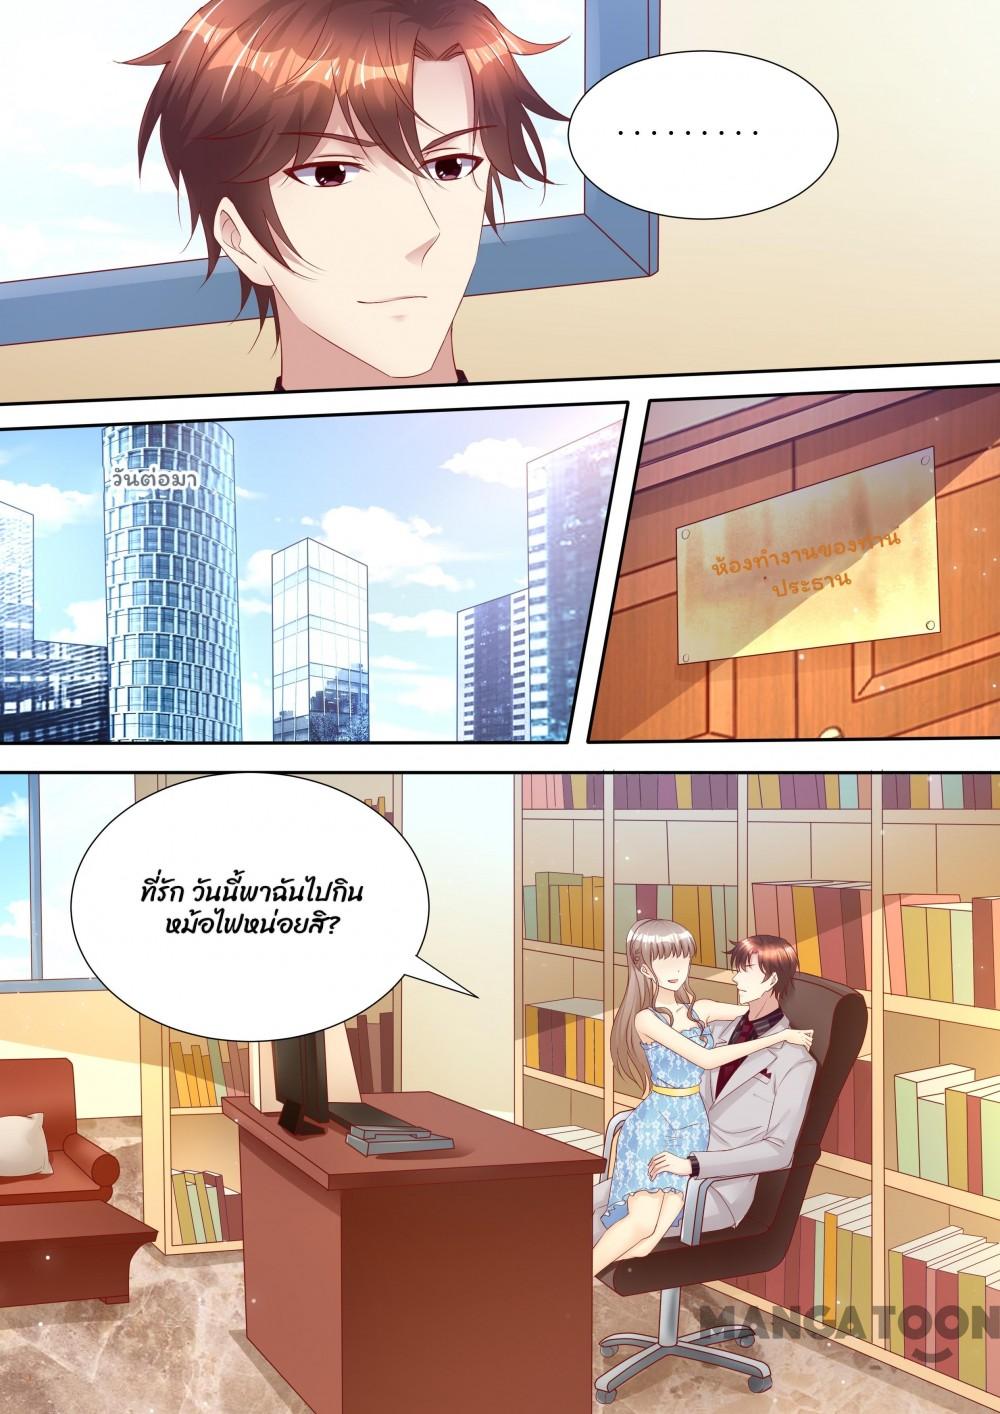 .........
วันต่อมา
ห้องทำงานของท่าน
ประธาน
ที่รัก วันนี้พาฉันไปกิน
หม้อไฟหน่อยสิ?
MANGATOON